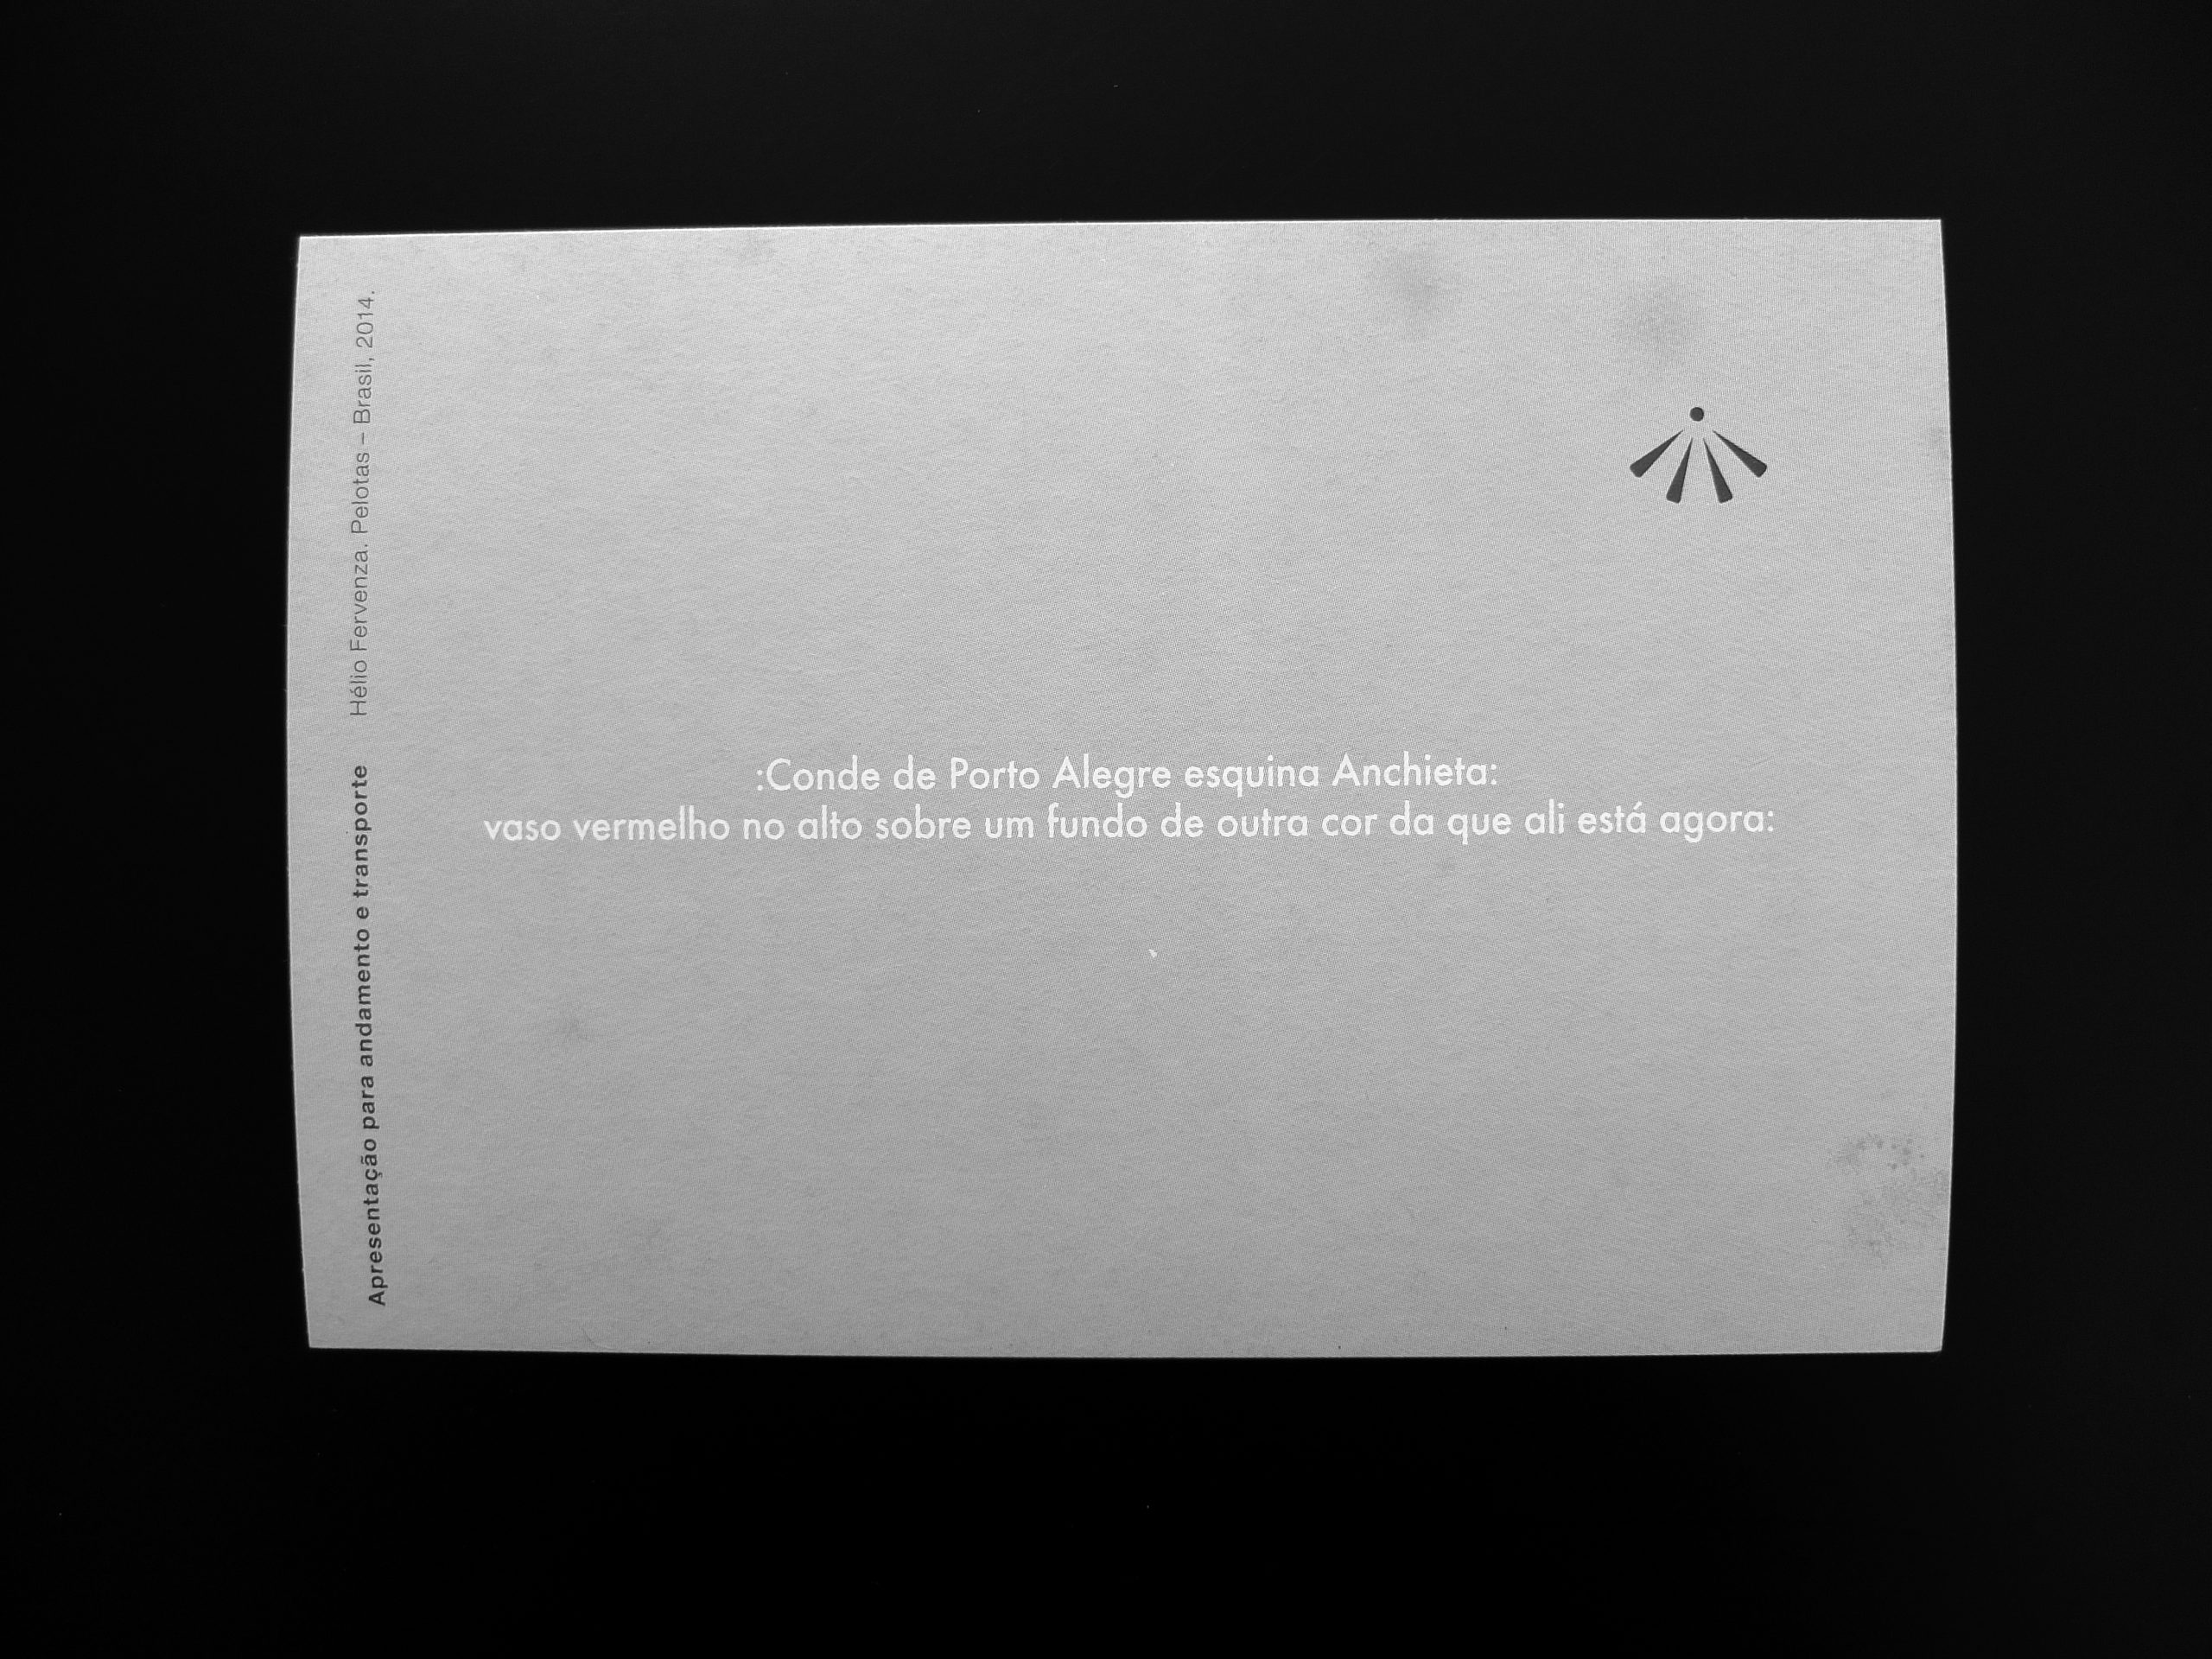 :Conde de Porto Alegre esquina Anchieta:
vaso vermelho no alto sobre um fundo de outra cor da que ali está agora:
Apresentação para andamento e transporte Hélio Fervenza. Pelotas – Brasil, 2014.